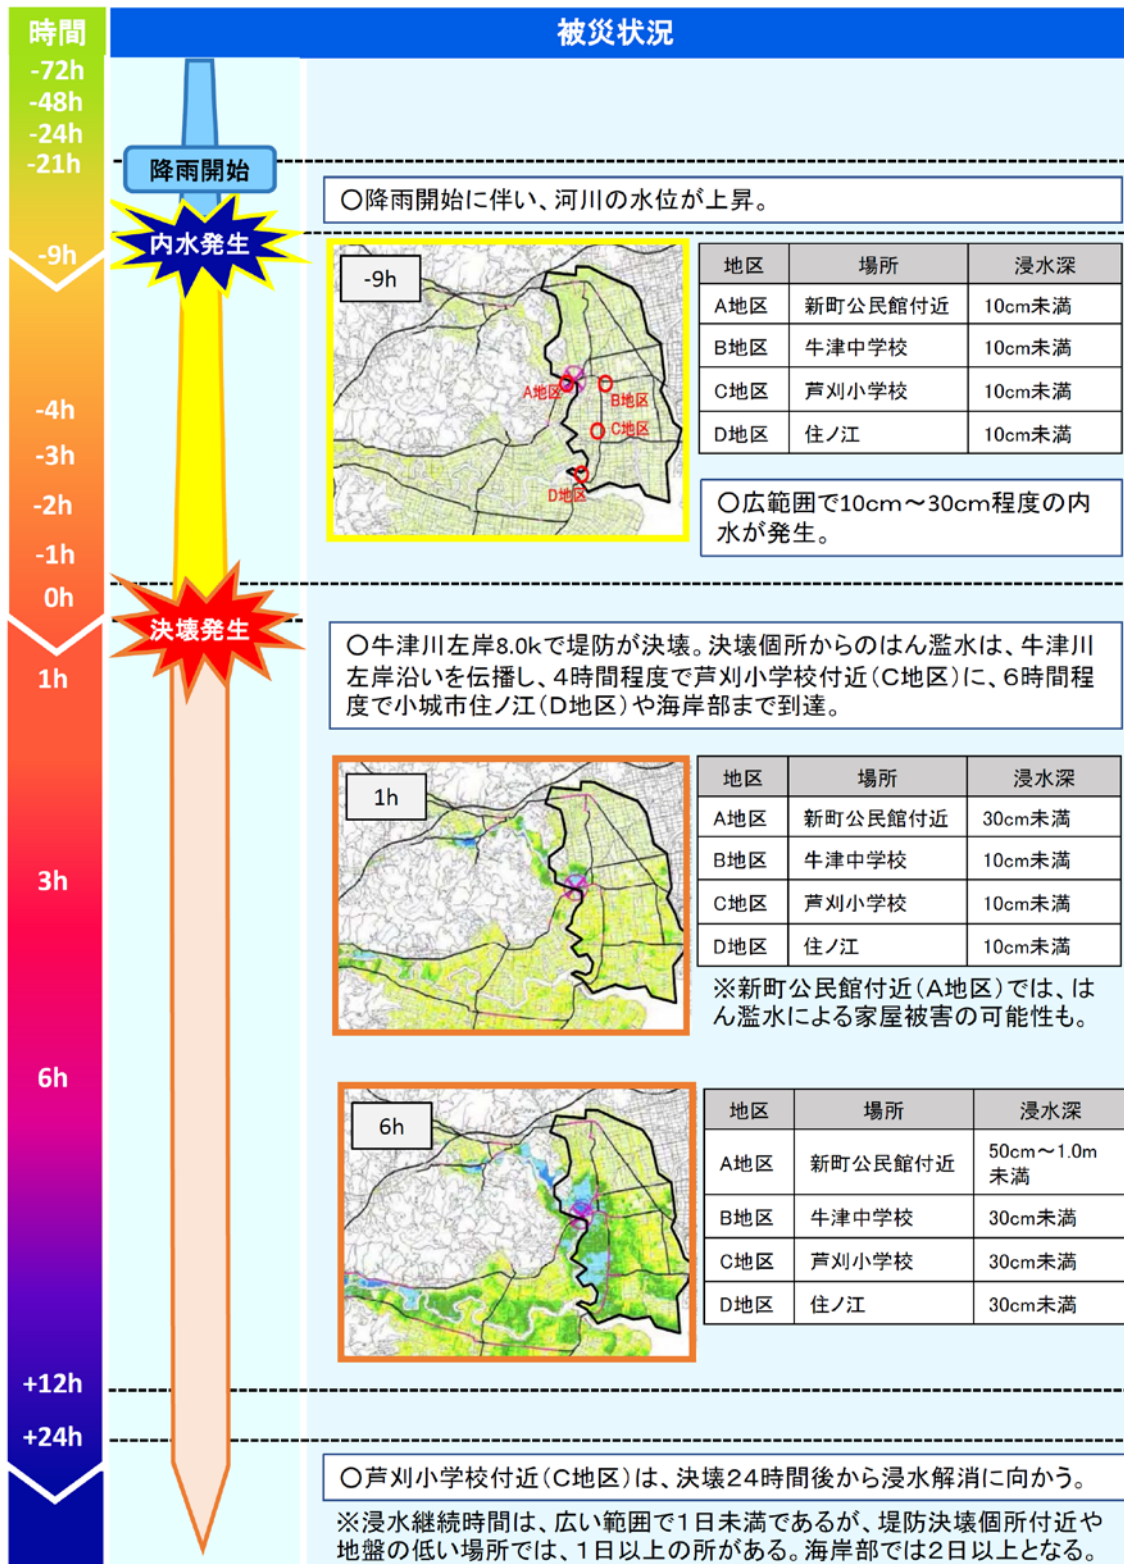 時間
被災状況
-72h
-48h
-24h
-21h
降雨開始
○降雨開始に伴い、河川の水位が上昇。
内水発生
-9h
-9h
A地区
B地区
C地区
D地区
地区 場所 浸水深
A地区 新町公民館付近 10cm未満
B地区 牛津中学校 10cm未満
C地区 芦刈小学校 10cm未満
D地区 住ノ江 10cm未満
○広範囲で10cm～30cm程度の内
水が発生。
-4h
-3h
-2h
-1h
0h
決壊発生
○牛津川左岸8.0kで堤防が決壊。決壊個所からのはん濫水は、牛津川
左岸沿いを伝播し、4時間程度で芦刈小学校付近(C地区)に、6時間程
度で小城市住ノ江(D地区)や海岸部まで到達。
1h
1h
地区 場所 浸水深
A地区 新町公民館付近 30cm未満
B地区 牛津中学校 10cm未満
C地区 芦刈小学校 10cm未満
D地区 住ノ江 10cm未満
※新町公民館付近(A地区)では、は
ん濫水による家屋被害の可能性も。
3h
6h
6h
地区 場所 浸水深
A地区 新町公民館付近 50cm～1.0m
未満
B地区 牛津中学校 30cm未満
C地区 芦刈小学校 30cm未満
D地区 住ノ江 30cm未満
+12h
+24h
○芦刈小学校付近(C地区)は、決壊24時間後から浸水解消に向かう。
※浸水継続時間は、広い範囲で1日未満であるが、堤防決壊個所付近や
地盤の低い場所では、1日以上の所がある。海岸部では2日以上となる。